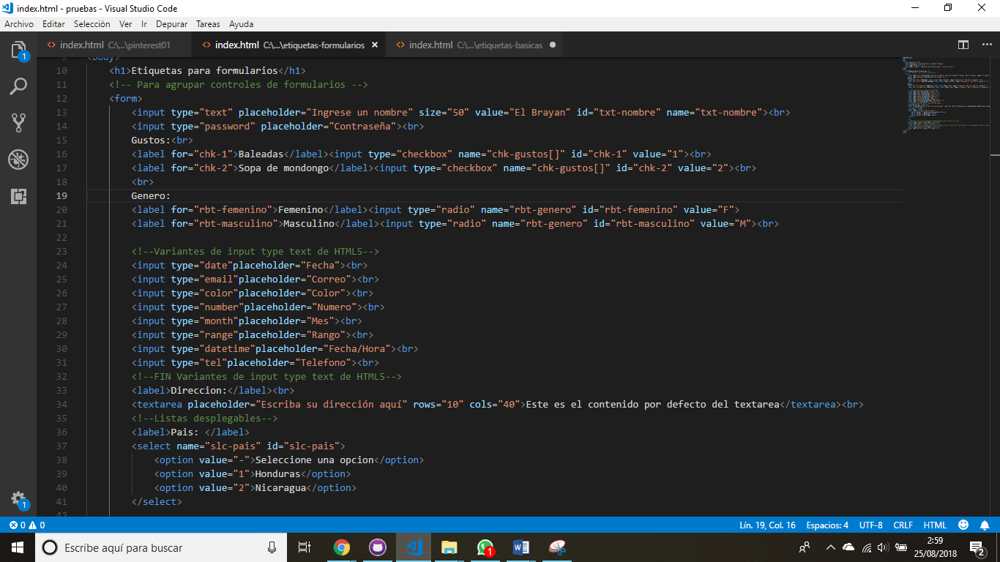 index.html - pruebas - Visual Studio Code
Archivo Editar Selección Ver Ir Depurar Tareas Ayuda
index.html C:\...\pinterest01
index.html C:\...\etiquetas-formularios
index.html C:\...\etiquetas-basicas
9 <body>
10 <h1>Etiquetas para formularios</h1>
11 <!-- Para agrupar controles de formularios -->
12 <form>
13 <input type="text" placeholder="Ingrese un nombre" size="50" value="El Brayan" id="txt-nombre" name="txt-nombre"><br>
14 <input type="password" placeholder="Contraseña"><br>
15 Gustos:<br>
16 <label for="chk-1">Baleadas</label><input type="checkbox" name="chk-gustos[]" id="chk-1" value="1"><br>
17 <label for="chk-2">Sopa de mondongo</label><input type="checkbox" name="chk-gustos[]" id="chk-2" value="2"><br>
18 <br>
19 Genero:
20 <label for="rbt-femenino">Femenino</label><input type="radio" name="rbt-genero" id="rbt-femenino" value="F">
21 <label for="rbt-masculino">Masculino</label><input type="radio" name="rbt-genero" id="rbt-masculino" value="M"><br>
22
23 <!--Variantes de input type text de HTML5-->
24 <input type="date"placeholder="Fecha"><br>
25 <input type="email"placeholder="Correo"><br>
26 <input type="color"placeholder="Color"><br>
27 <input type="number"placeholder="Numero"><br>
28 <input type="month"placeholder="Mes"><br>
29 <input type="range"placeholder="Rango"><br>
30 <input type="datetime"placeholder="Fecha/Hora"><br>
31 <input type="tel"placeholder="Telefono"><br>
32 <!--FIN Variantes de input type text de HTML5-->
33 <label>Direccion:</label><br>
34 <textarea placeholder="Escriba su dirección aquí" rows="10" cols="40">Este es el contenido por defecto del textarea</textarea><br>
35 <!--Listas desplegables-->
36 <label>Pais: </label>
37 <select name="slc-pais" id="slc-pais">
38 <option value="-">Seleccione una opcion</option>
39 <option value="1">Honduras</option>
40 <option value="2">Nicaragua</option>
41 </select>
42
1
1
0 0
Lín. 19, Col. 16 Espacios: 4 UTF-8 CRLF HTML
Escribe aquí para buscar
1
2:59
25/08/2018
2